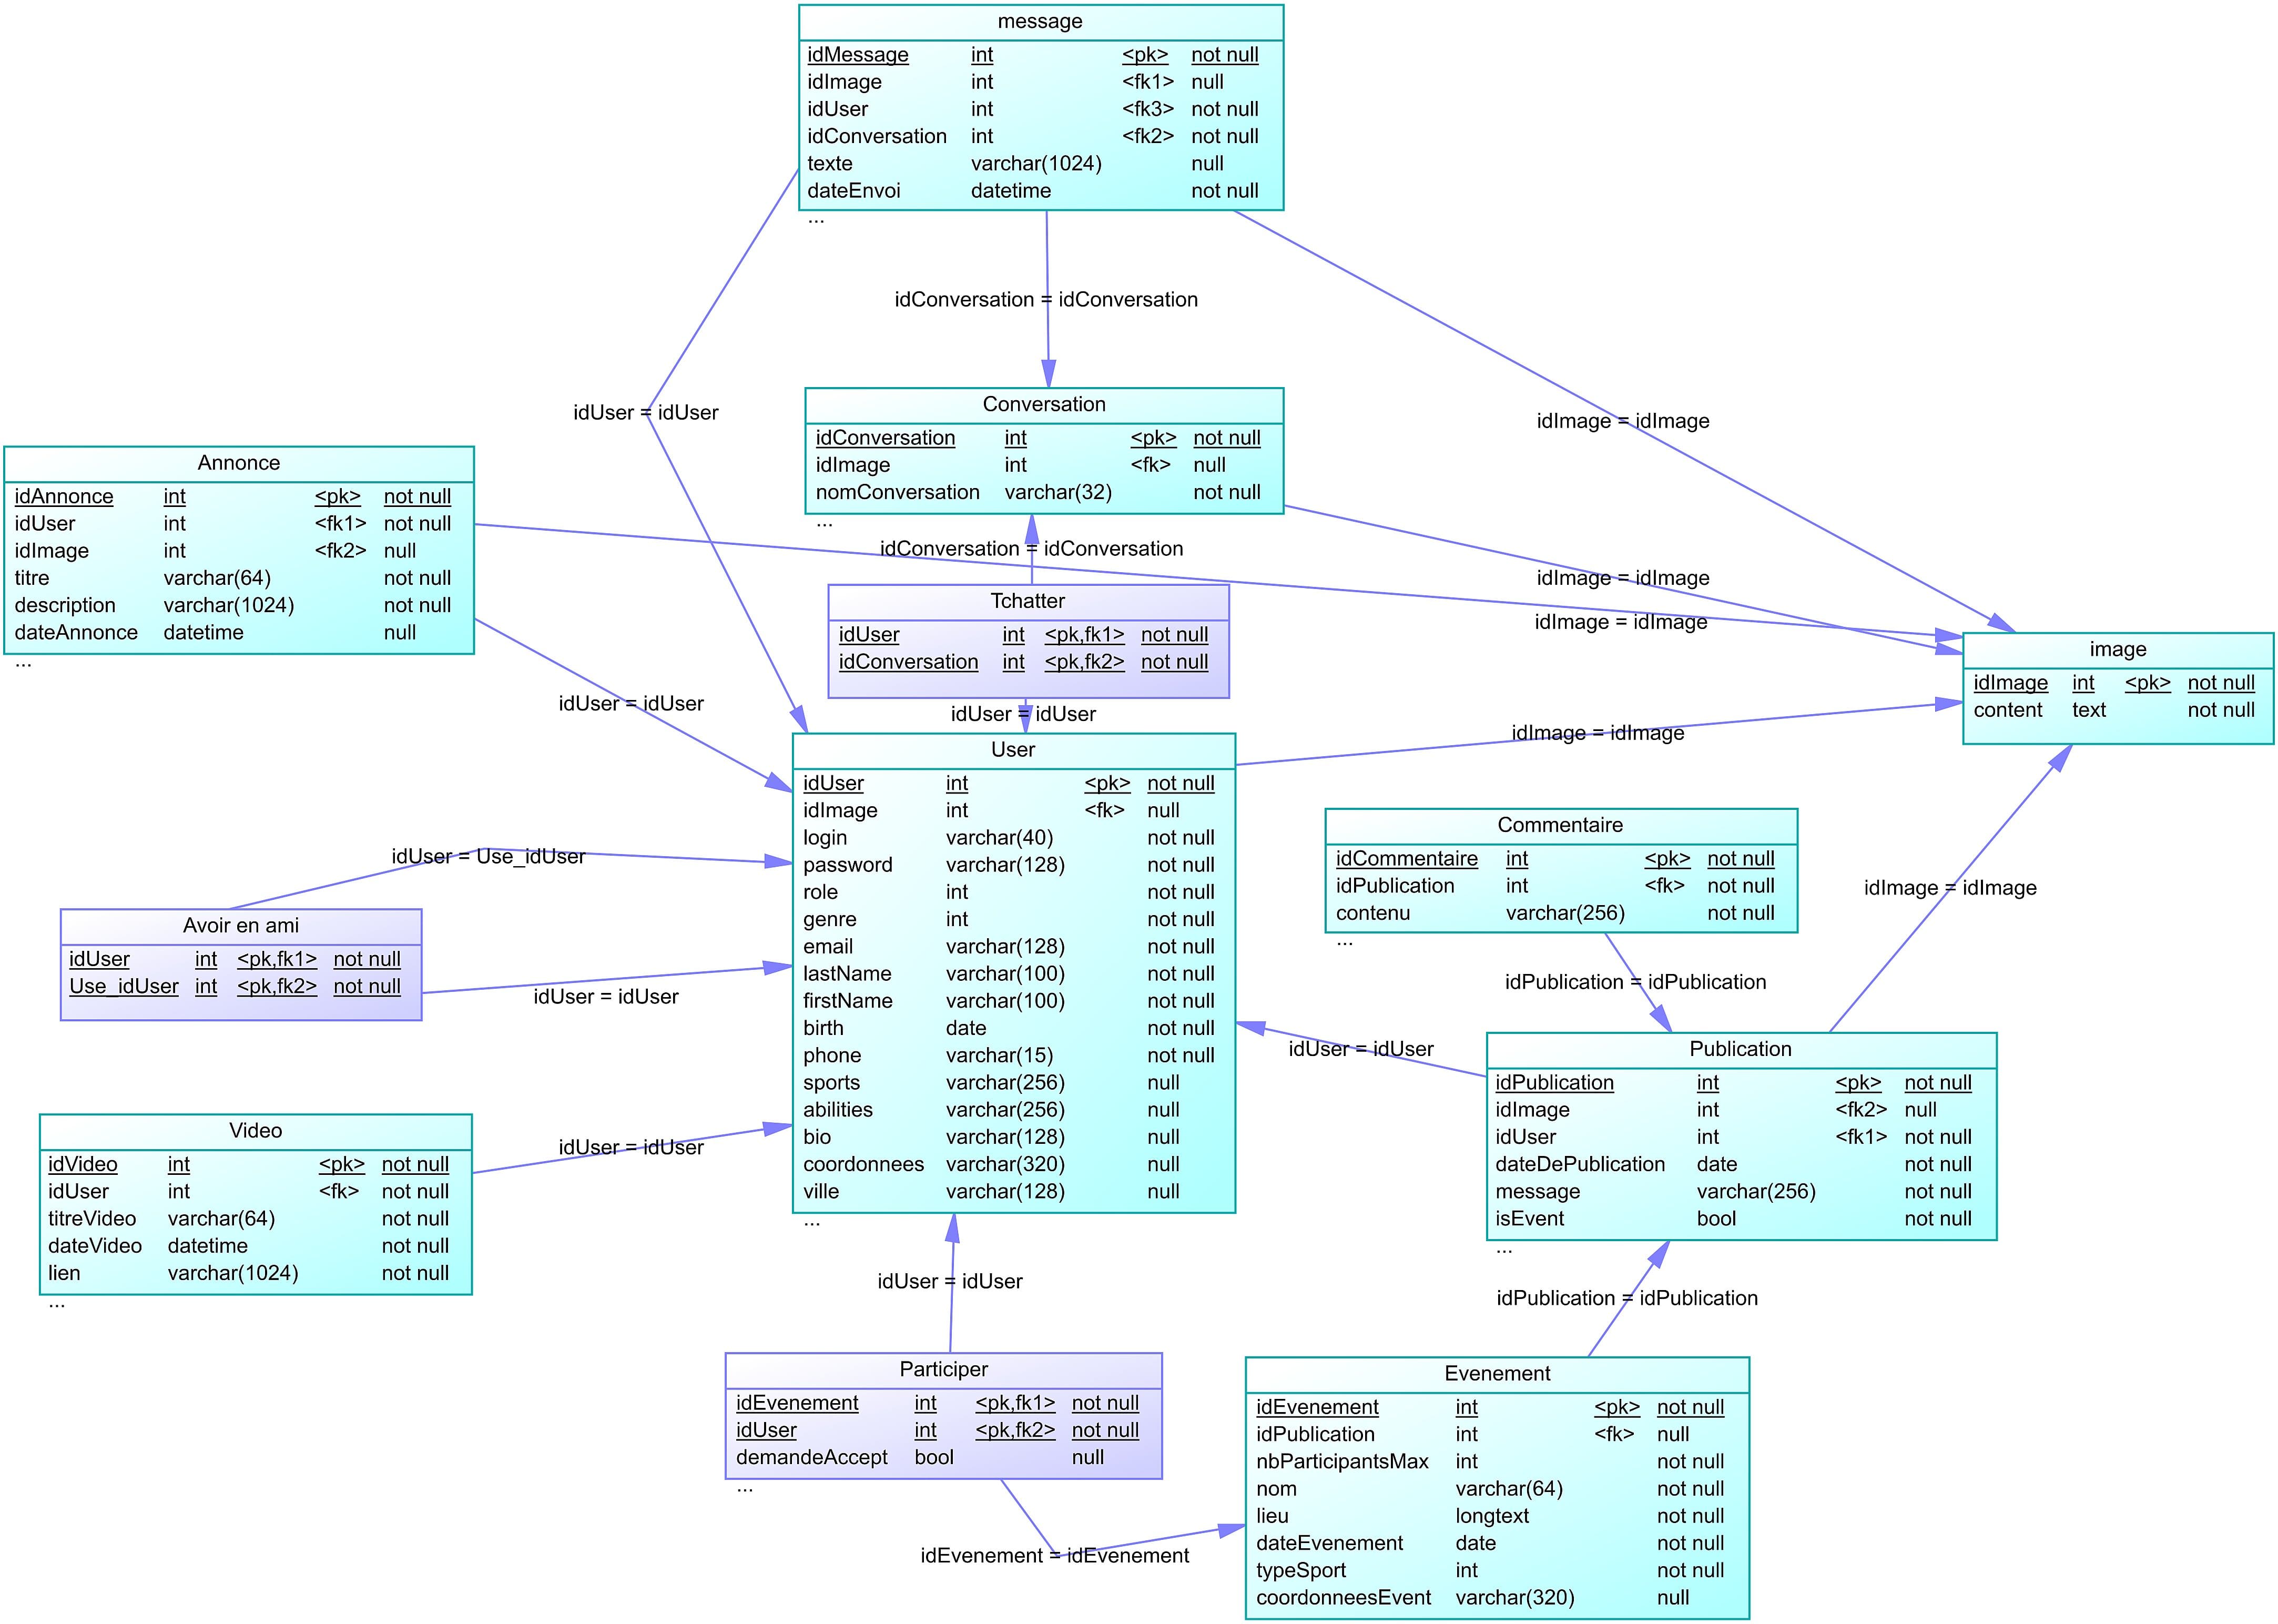 message
idMessage int <pk> not null
idImage int <fk1> null
idUser int <fk3> not null
idConversation int <fk2> not null
texte varchar(1024) null
dateEnvoi datetime not null
...
idConversation = idConversation
idUser = idUser
idImage = idImage
Conversation
idConversation int <pk> not null
idImage int <fk> null
nomConversation varchar(32) not null
...
Annonce
idAnnonce int <pk> not null
idUser int <fk1> not null
idImage int <fk2> null
titre varchar(64) not null
description varchar(1024) not null
dateAnnonce datetime null
...
idConversation = idConversation
idImage = idImage
idImage = idImage
Tchatter
idUser int <pk,fk1> not null
idConversation int <pk,fk2> not null
image
idImage int <pk> not null
content text not null
idUser = idUser
idUser = idUser
idImage = idImage
User
idUser int <pk> not null
idImage int <fk> null
login varchar(40) not null
password varchar(128) not null
role int not null
genre int not null
email varchar(128) not null
lastName varchar(100) not null
firstName varchar(100) not null
birth date not null
phone varchar(15) not null
sports varchar(256) null
abilities varchar(256) null
bio varchar(128) null
coordonnees varchar(320) null
ville varchar(128) null
...
Commentaire
idCommentaire int <pk> not null
idPublication int <fk> not null
contenu varchar(256) not null
...
idUser = Use_idUser
idImage = idImage
Avoir en ami
idUser int <pk,fk1> not null
Use_idUser int <pk,fk2> not null
idUser = idUser
idPublication = idPublication
idUser = idUser
Publication
idPublication int <pk> not null
idImage int <fk2> null
idUser int <fk1> not null
dateDePublication date not null
message varchar(256) not null
isEvent bool not null
...
Video
idVideo int <pk> not null
idUser int <fk> not null
titreVideo varchar(64) not null
dateVideo datetime not null
lien varchar(1024) not null
...
idUser = idUser
idUser = idUser
idPublication = idPublication
Participer
idEvenement int <pk,fk1> not null
idUser int <pk,fk2> not null
demandeAccept bool null
...
idEvenement = idEvenement
Evenement
idEvenement int <pk> not null
idPublication int <fk> null
nbParticipantsMax int not null
nom varchar(64) not null
lieu longtext not null
dateEvenement date not null
typeSport int not null
coordonneesEvent varchar(320) null